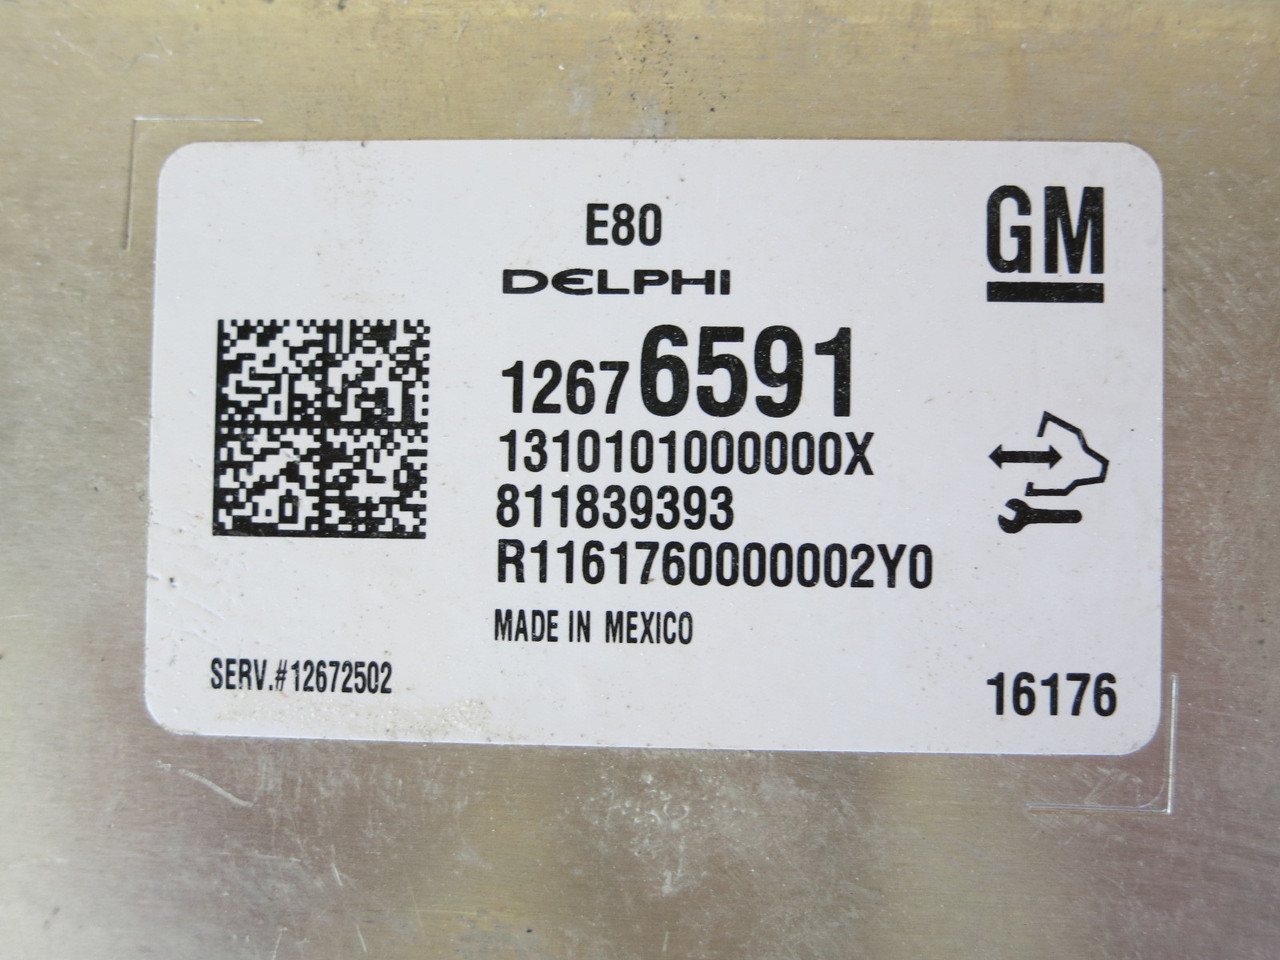 E80
GM
DELPHI
12676591
1310101000000X
811839393
R1161760000002Y0
MADE IN MEXICO
SERV.#12672502
16176